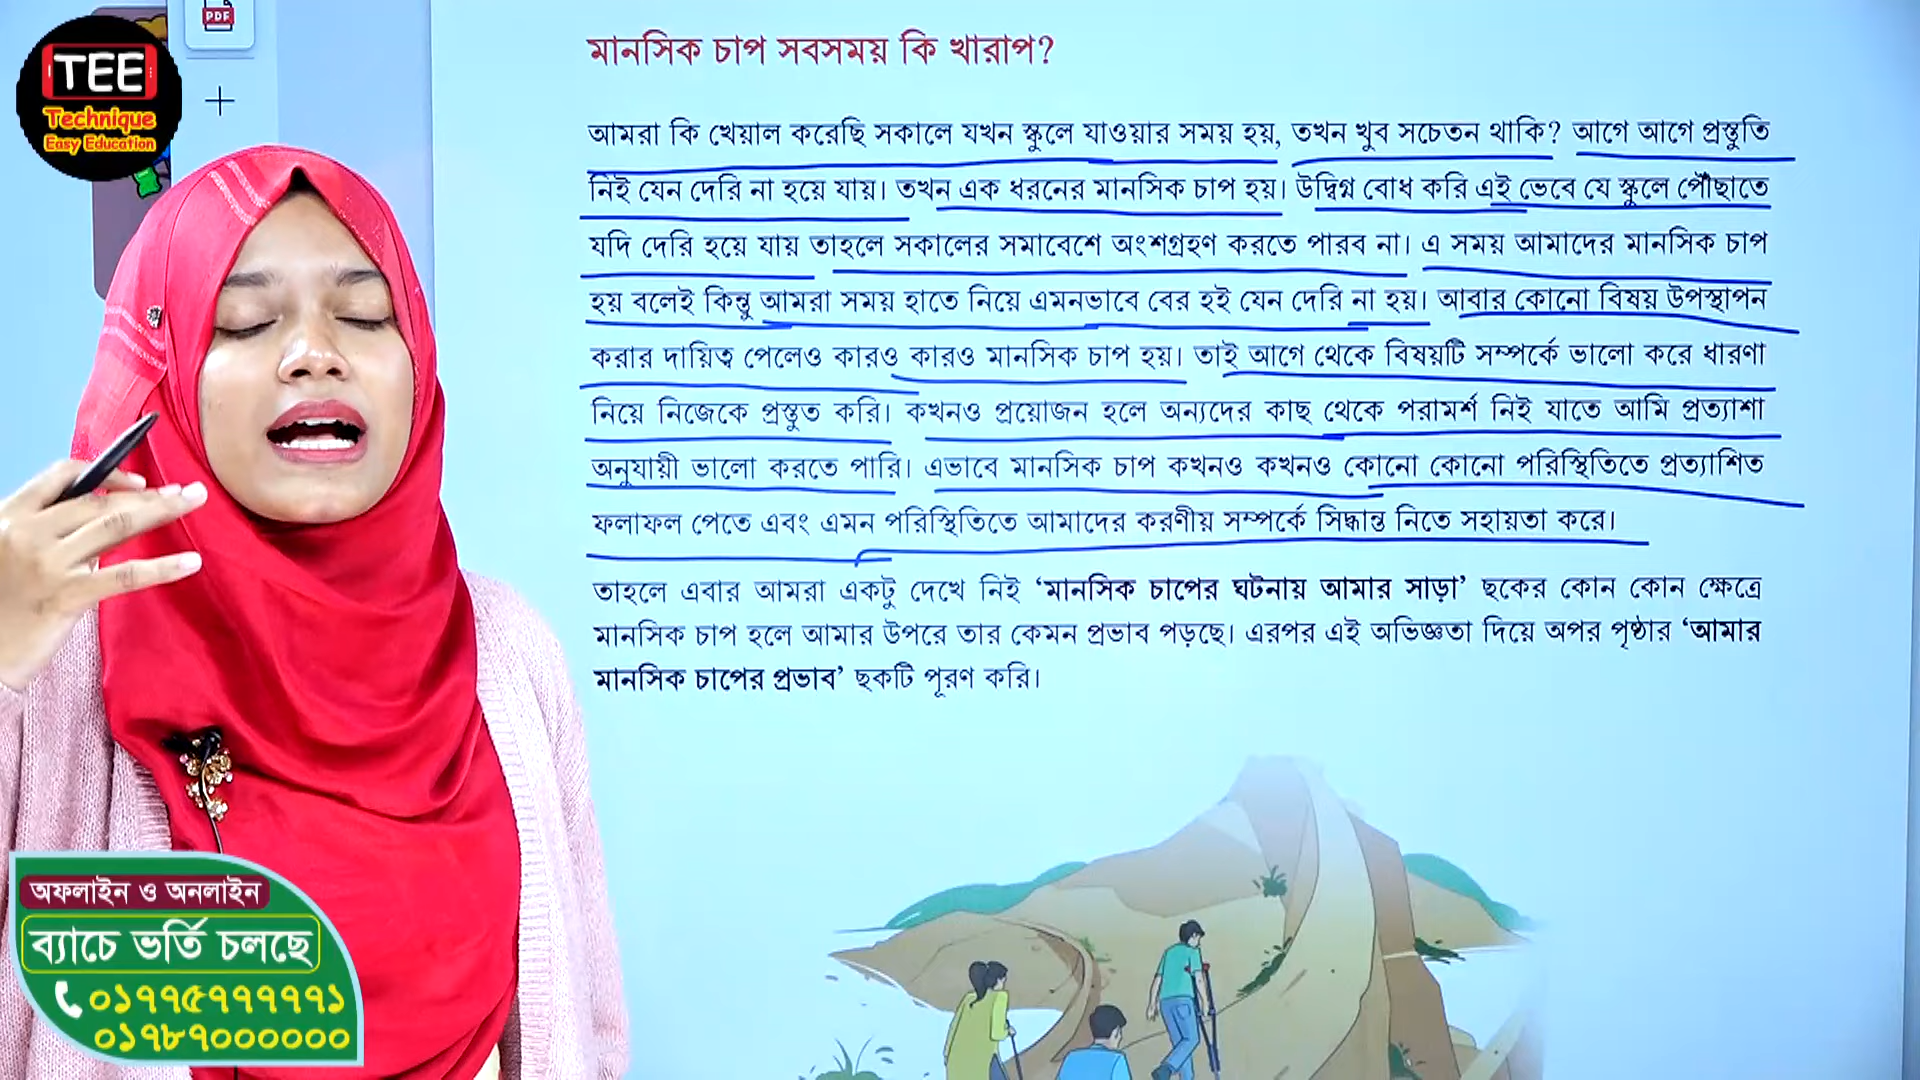 TEE
Technique
Easy Education
PDF
মানসিক চাপ সবসময় কি খারাপ?
আমরা কি খেয়াল করেছি সকালে যখন স্কুলে যাওয়ার সময় হয়, তখন খুব সচেতন থাকি? আগে আগে প্রস্তুতি
নিই যেন দেরি না হয়ে যায়। তখন এক ধরনের মানসিক চাপ হয়। উদ্বিগ্ন বোধ করি এই ভেবে যে স্কুলে পৌঁছাতে
যদি দেরি হয়ে যায় তাহলে সকালের সমাবেশে অংশগ্রহণ করতে পারব না। এ সময় আমাদের মানসিক চাপ
হয় বলেই কিন্তু আমরা সময় হাতে নিয়ে এমনভাবে বের হই যেন দেরি না হয়। আবার কোনো বিষয় উপস্থাপন
করার দায়িত্ব পেলেও কারও কারও মানসিক চাপ হয়। তাই আগে থেকে বিষয়টি সম্পর্কে ভালো করে ধারণা
নিয়ে নিজেকে প্রস্তুত করি। কখনও প্রয়োজন হলে অন্যদের কাছ থেকে পরামর্শ নিই যাতে আমি প্রত্যাশা
অনুযায়ী ভালো করতে পারি। এভাবে মানসিক চাপ কখনও কখনও কোনো কোনো পরিস্থিতিতে প্রত্যাশিত
ফলাফল পেতে এবং এমন পরিস্থিতিতে আমাদের করণীয় সম্পর্কে সিদ্ধান্ত নিতে সহায়তা করে।
তাহলে এবার আমরা একটু দেখে নিই ‘মানসিক চাপের ঘটনায় আমার সাড়া’ ছকের কোন কোন ক্ষেত্রে
মানসিক চাপ হলে আমার উপরে তার কেমন প্রভাব পড়ছে। এরপর এই অভিজ্ঞতা দিয়ে অপর পৃষ্ঠার ‘আমার
মানসিক চাপের প্রভাব’ ছকটি পূরণ করি।
অফলাইন ও অনলাইন
ব্যাচে ভর্তি চলছে
০১৭৭৫৭৭৭৭৭১
০১৭৮৭০০০০০০